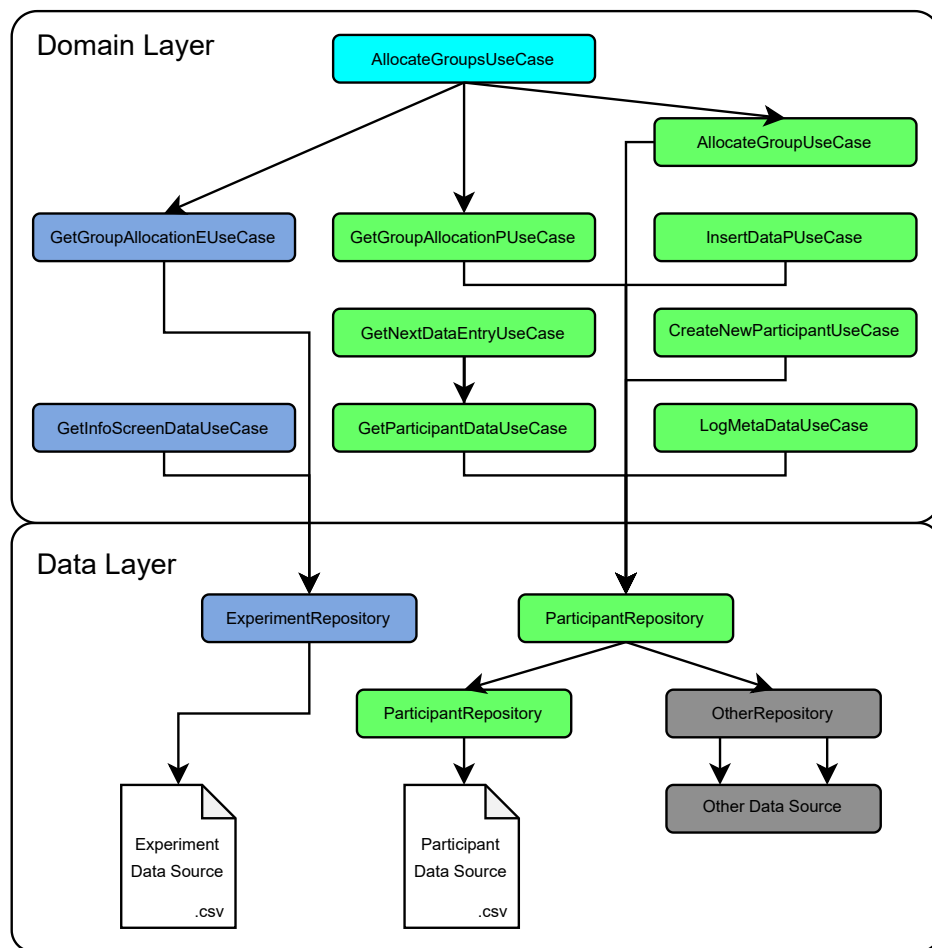 Domain Layer
AllocateGroupsUseCase
AllocateGroupUseCase
GetGroupAllocationEUseCase
GetGroupAllocationPUseCase
InsertDataPUseCase
GetNextDataEntryUseCase
CreateNewParticipantUseCase
GetInfoScreenDataUseCase
GetParticipantDataUseCase
LogMetaDataUseCase
Data Layer
ExperimentRepository
ParticipantRepository
ParticipantRepository
OtherRepository
Other Data Source
Experiment
Data Source
.csv
Participant
Data Source
.csv